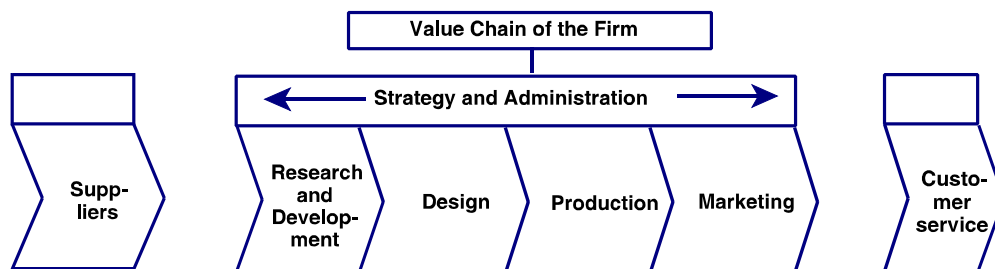 Value Chain of the Firm
Strategy and Administration
Supp-
liers
Research
and
Develop-
ment
Design
Production
Marketing
Custo-
mer
service